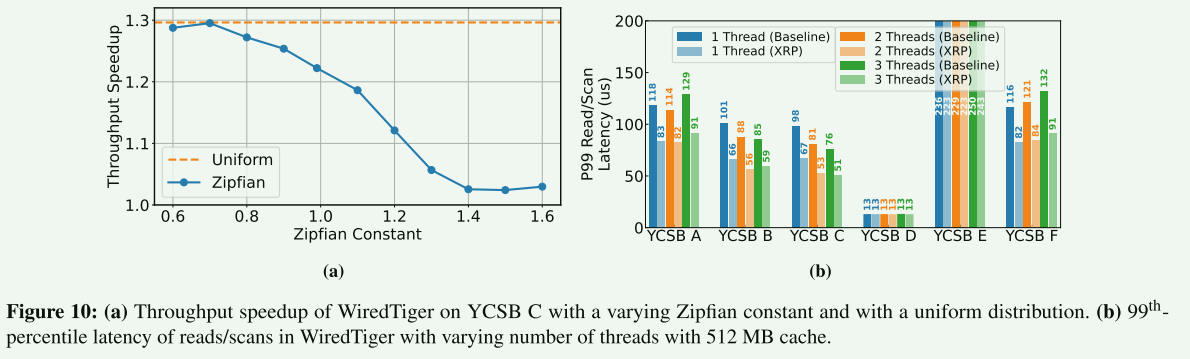 1.3
1.2
1.1
1.0
Throughput Speedup
Uniform
Zipfian
0.6 0.8 1.0 1.2 1.4 1.6
Zipfian Constant
(a)
200
150
100
50
0
P99 Read/Scan
Latency (us)
1 Thread (Baseline)
1 Thread (XRP)
2 Threads (Baseline)
2 Threads (XRP)
3 Threads (Baseline)
3 Threads (XRP)
118 83 114 82 129 91
101 66 88 56 85 59
98 67 81 53 76 51
13 13 13 13 13 13
236 223 229 223 250 243
116 82 121 84 132 91
YCSB A YCSB B YCSB C YCSB D YCSB E YCSB F
(b)
Figure 10: (a) Throughput speedup of WiredTiger on YCSB C with a varying Zipfian constant and with a uniform distribution. (b) 99th-
percentile latency of reads/scans in WiredTiger with varying number of threads with 512 MB cache.